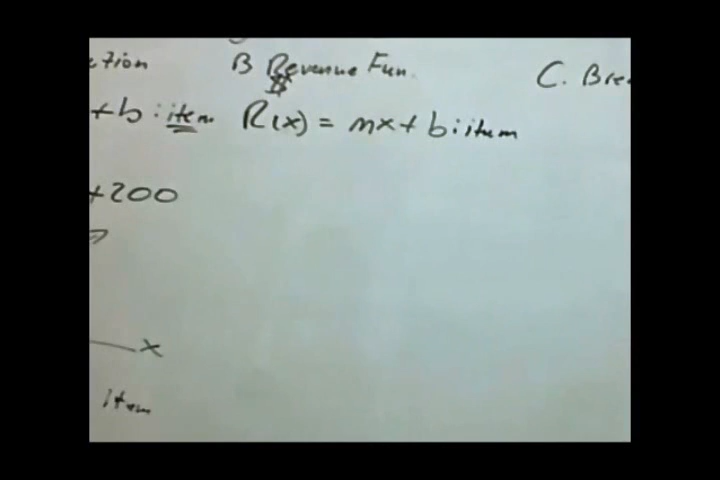 ction B Revenue Fun. C. Bre
$
+b : item R(x) = mx + b : item
+200
x
item